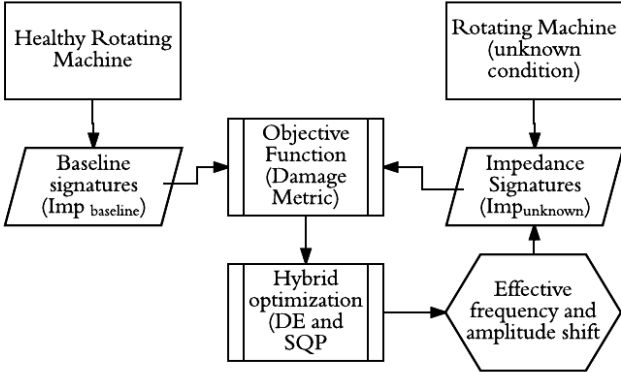 Healthy Rotating
Machine
Rotating Machine
(unknown
condition)
Baseline
signatures
(Imp baseline)
Objective
Function
(Damage
Metric)
Impedance
Signatures
(Impunknown)
Hybrid
optimization
(DE and
SQP
Effective
frequency and
amplitude shift